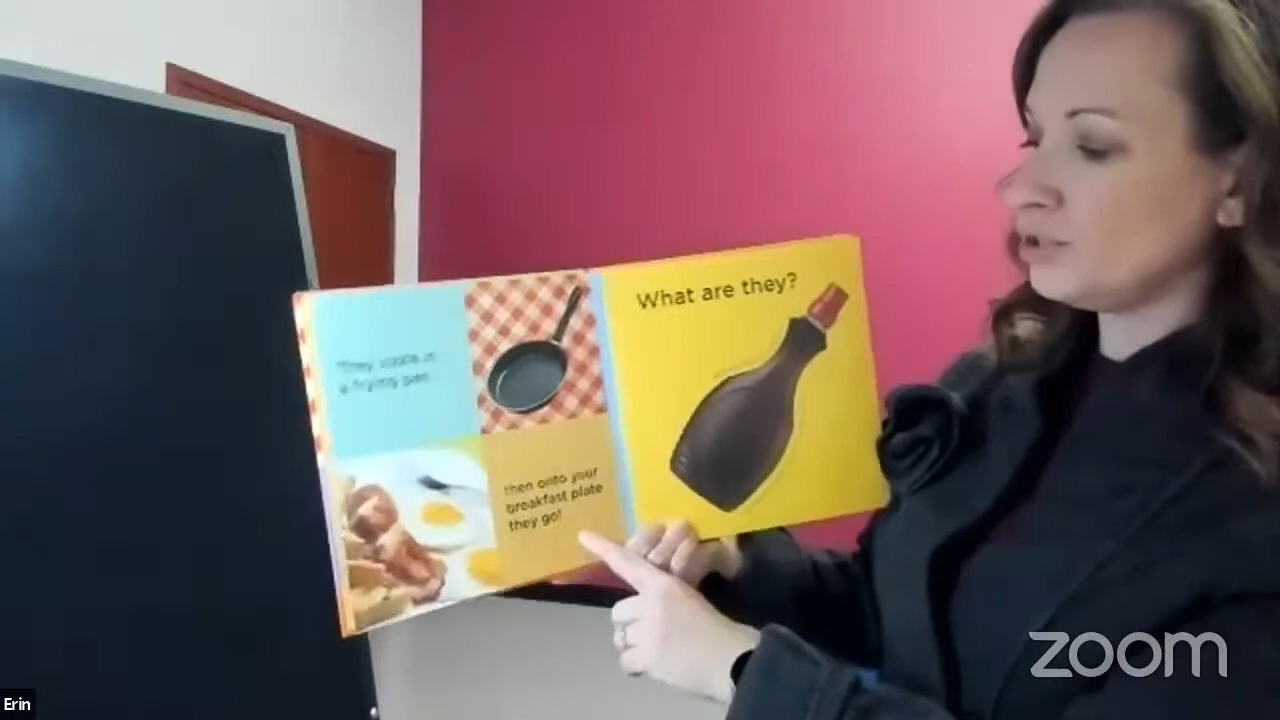 They sizzle in
a frying pan
then onto your
breakfast plate
they go!
What are they?
zoom
Erin